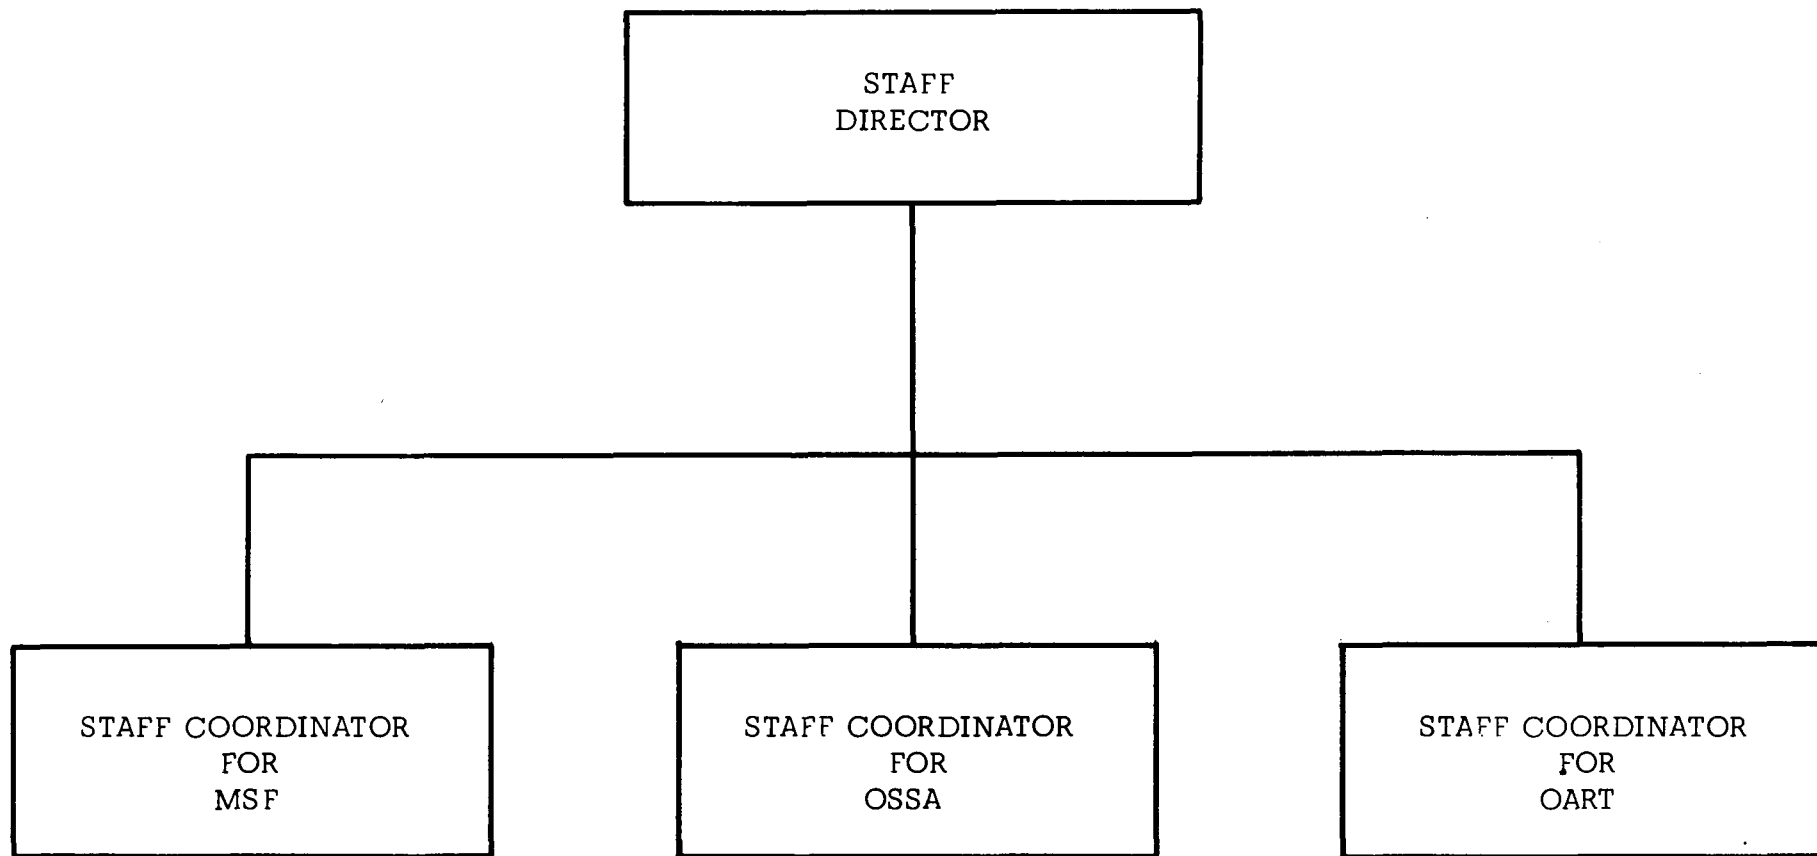 STAFF
DIRECTOR
STAFF COORDINATOR
FOR
MSF
STAFF COORDINATOR
FOR
OSSA
STAFF COORDINATOR
FOR
OART